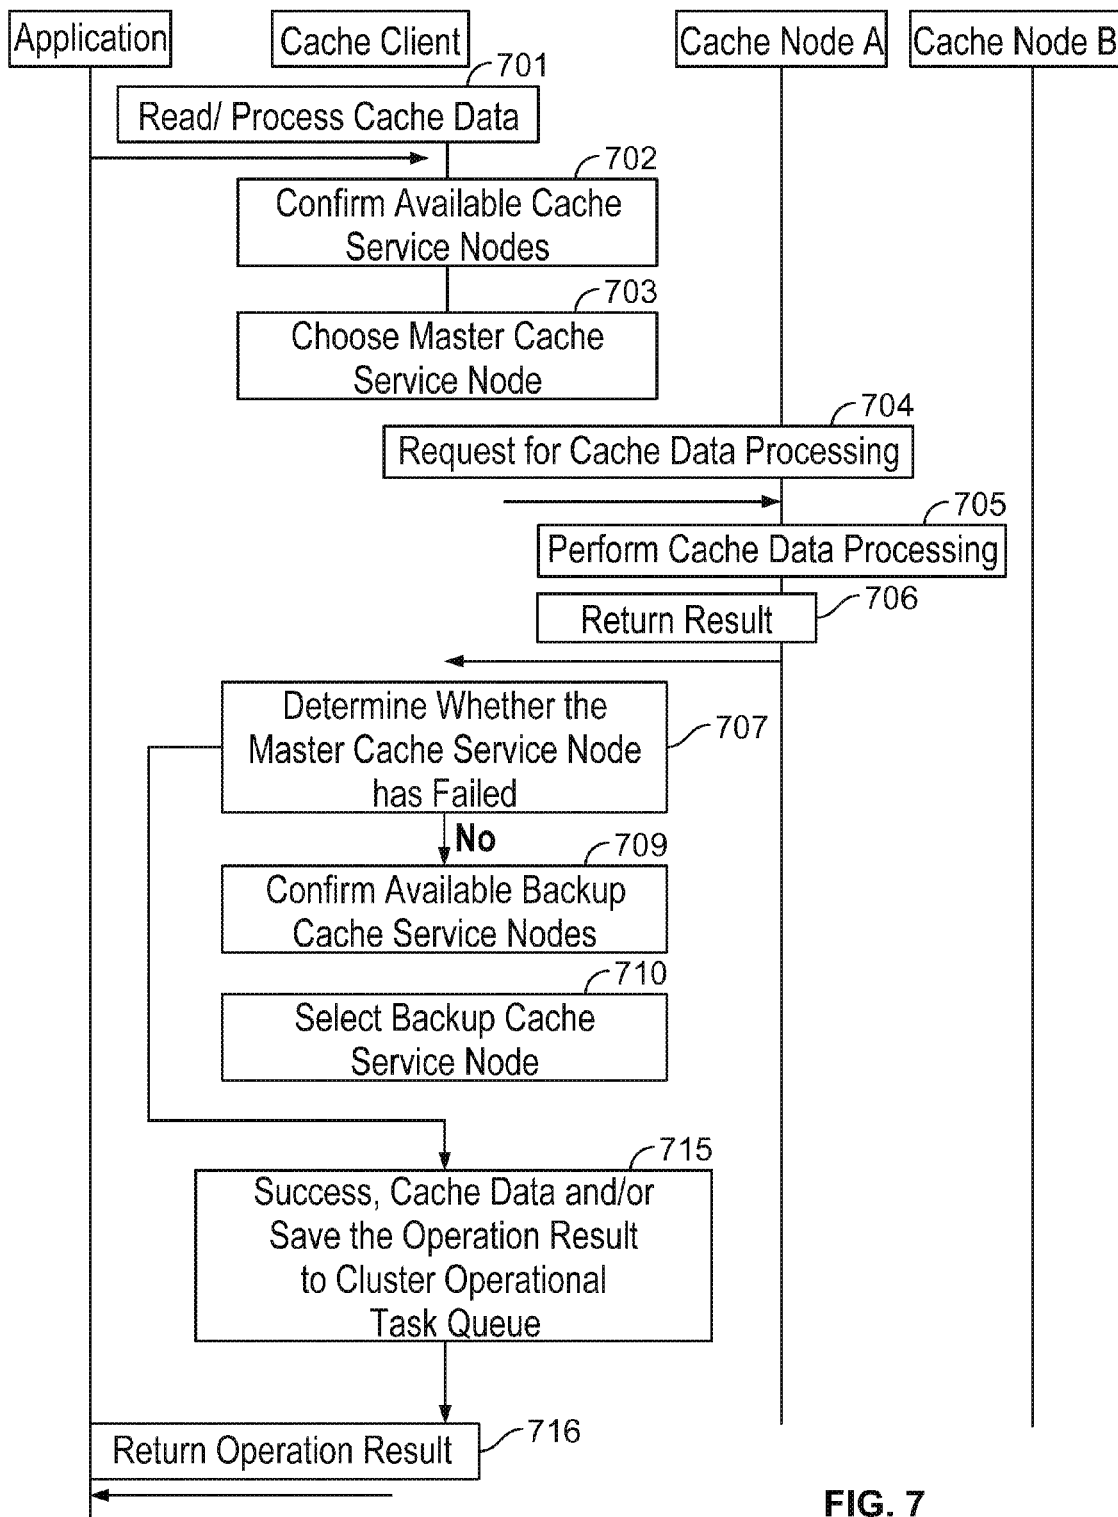 Application
Cache Client
Cache Node A
Cache Node B
701
Read/ Process Cache Data
702
Confirm Available Cache
Service Nodes
703
Choose Master Cache
Service Node
704
Request for Cache Data Processing
705
Perform Cache Data Processing
706
Return Result
Determine Whether the
Master Cache Service Node
has Failed
707
No
709
Confirm Available Backup
Cache Service Nodes
710
Select Backup Cache
Service Node
715
Success, Cache Data and/or
Save the Operation Result
to Cluster Operational
Task Queue
716
Return Operation Result
FIG. 7